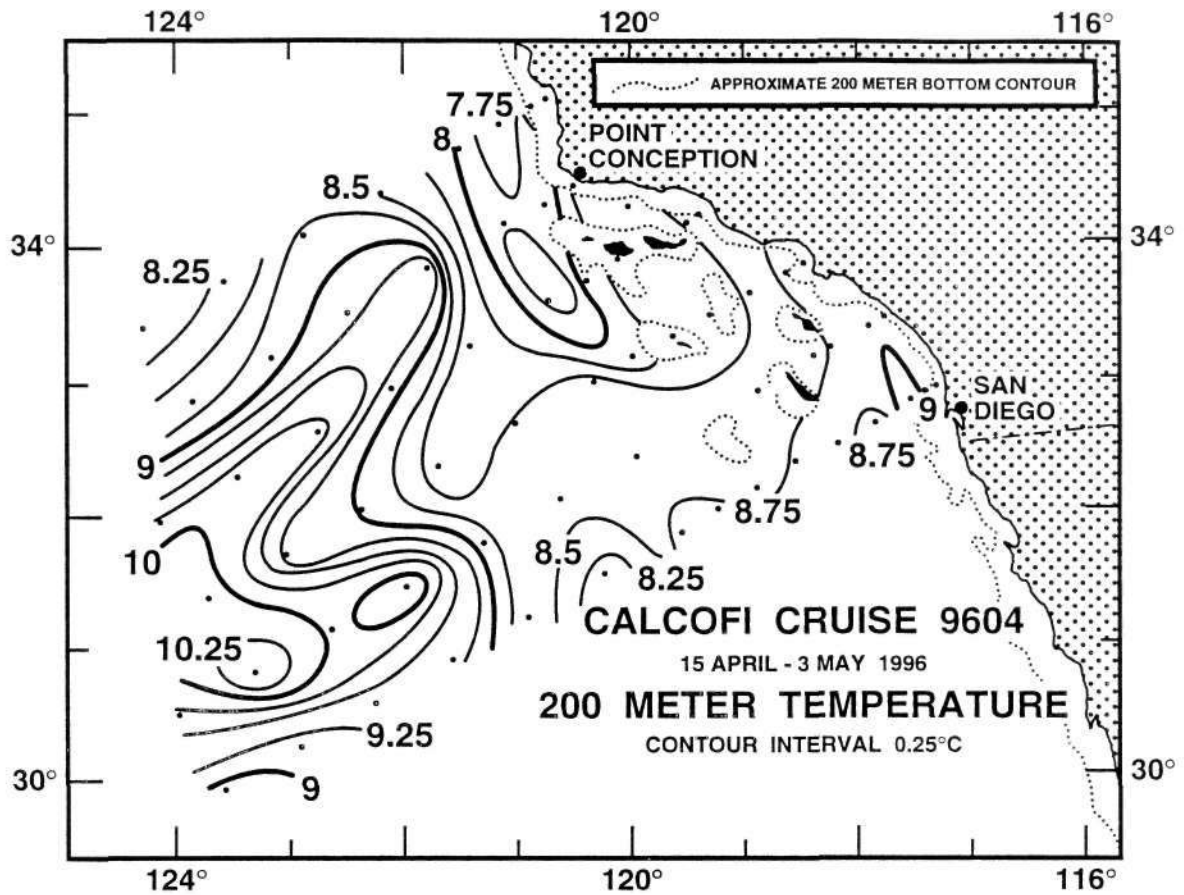 124° 120° 116°
APPROXIMATE 200 METER BOTTOM CONTOUR
7.75
POINT
CONCEPTION
8
8.5
34° 34°
8.25
SAN
DIEGO
9
8.75
9
8.75
10
8.5
8.25
CALCOFI CRUISE 9604
10.25
15 APRIL - 3 MAY 1996
200 METER TEMPERATURE
9.25
CONTOUR INTERVAL 0.25°C
30° 30°
9
124° 120° 116°